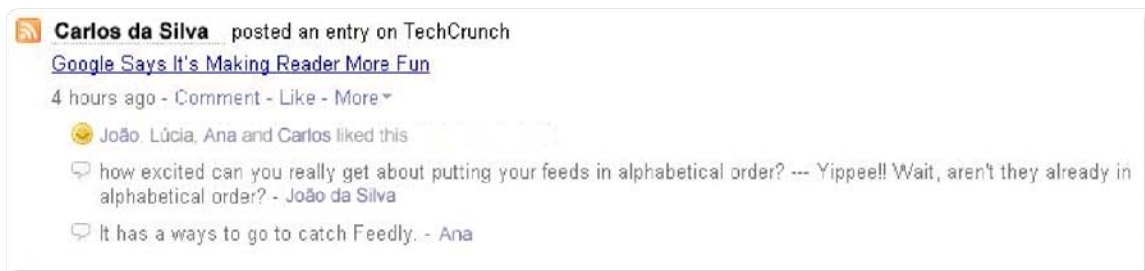 Carlos da Silva posted an entry on TechCrunch
Google Says It's Making Reader More Fun
4 hours ago - Comment - Like - More
João, Lúcia, Ana and Carlos liked this
how excited can you really get about putting your feeds in alphabetical order? --- Yippee!! Wait, aren't they already in
alphabetical order? - João da Silva
It has a ways to go to catch Feedly. - Ana